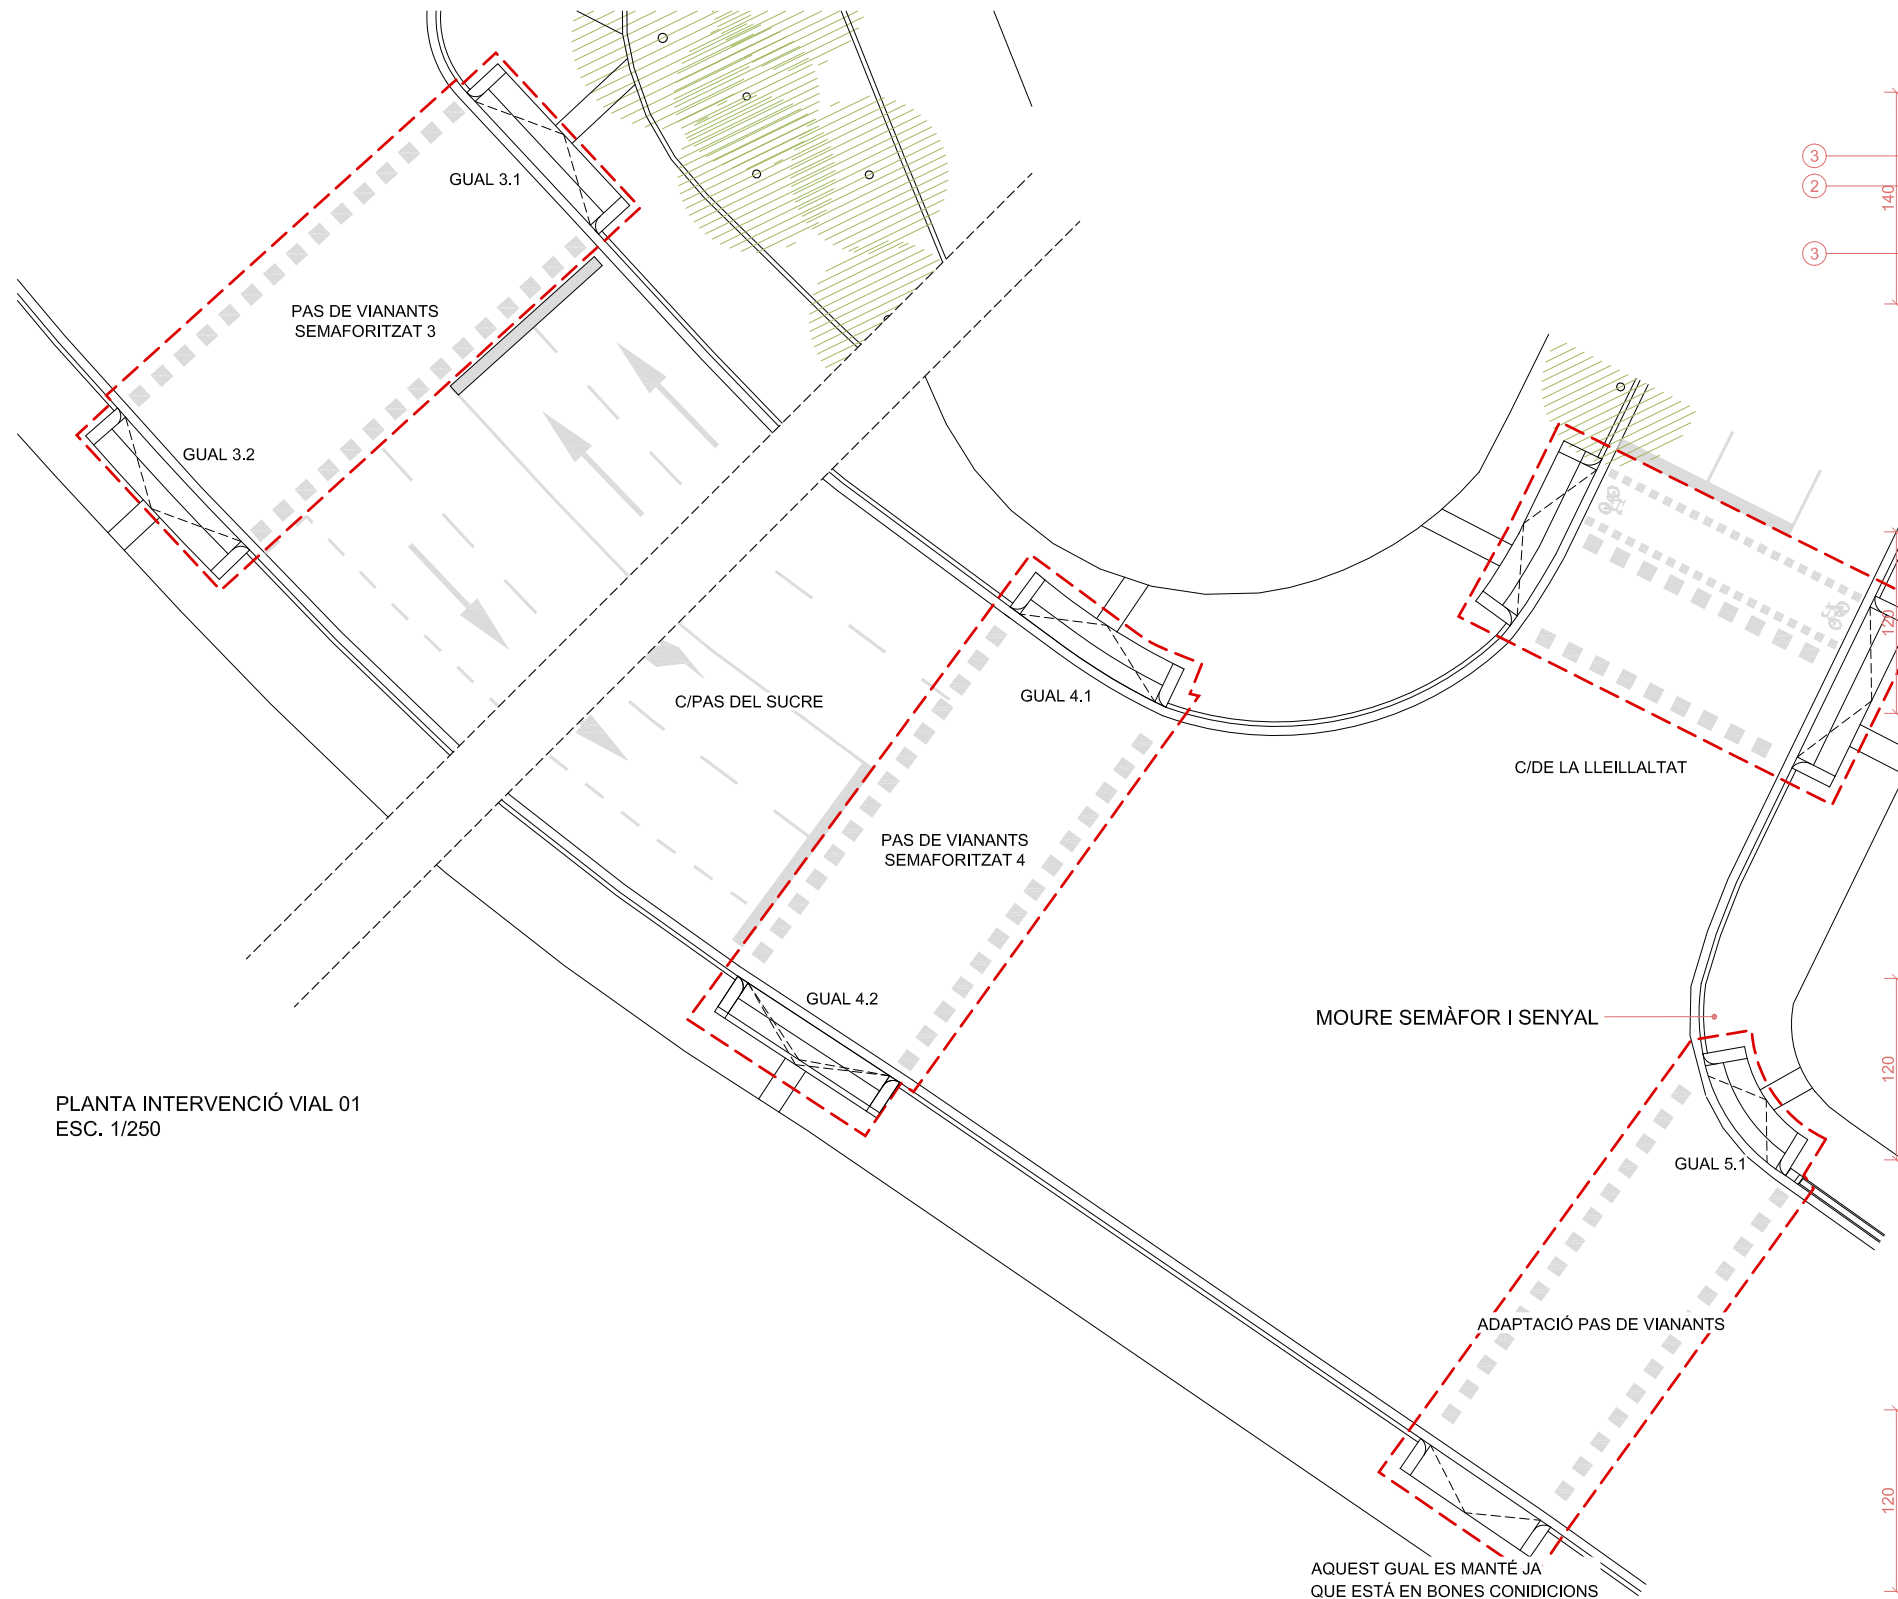 GUAL 3.1
3
2
140
3
PAS DE VIANANTS
SEMAFORITZAT 3
GUAL 3.2
120
GUAL 4.1
C/PAS DEL SUCRE
C/DE LA LLEILLALTAT
PAS DE VIANANTS
SEMAFORITZAT 4
GUAL 4.2
MOURE SEMÀFOR I SENYAL
120
PLANTA INTERVENCIÓ VIAL 01
ESC. 1/250
GUAL 5.1
ADAPTACIÓ PAS DE VIANANTS
120
AQUEST GUAL ES MANTÉ JA
QUE ESTÁ EN BONES CONIDICIONS